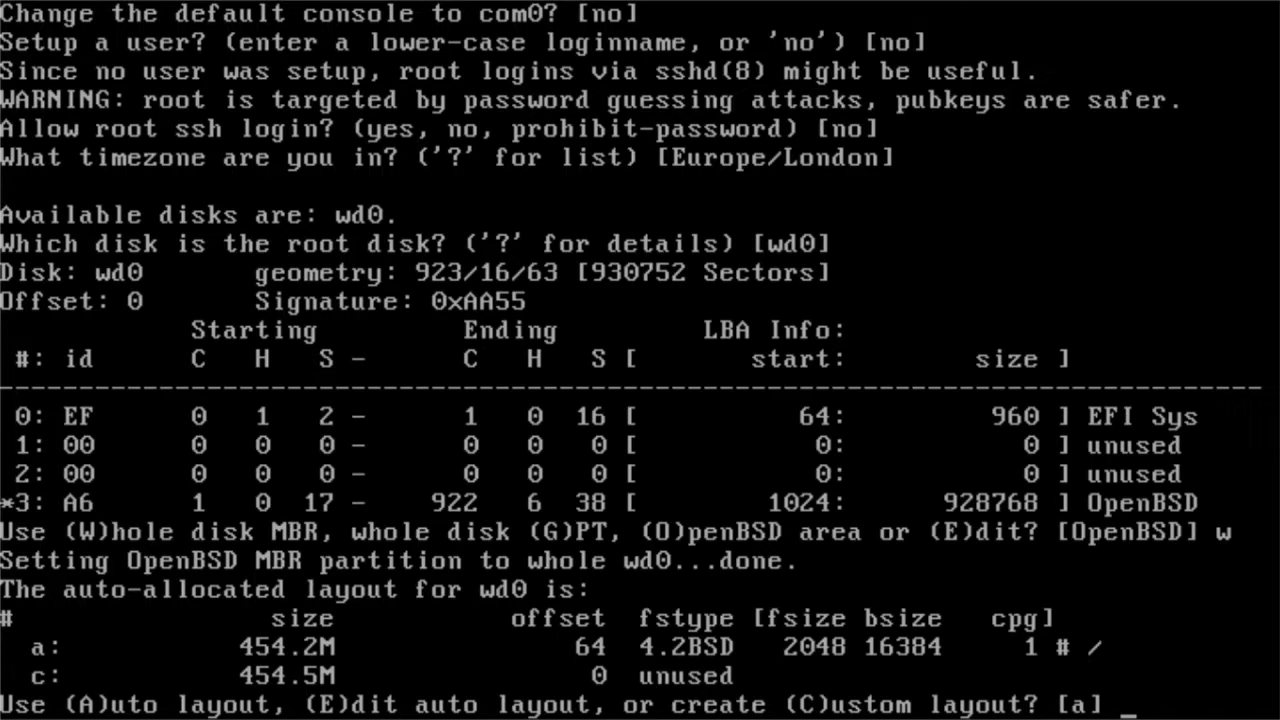 Change the default console to com0? [no]
Setup a user? (enter a lower-case loginname, or 'no') [no]
Since no user was setup, root logins via sshd(8) might be useful.
WARNING: root is targeted by password guessing attacks, pubkeys are safer.
Allow root ssh login? (yes, no, prohibit-password) [no]
What timezone are you in? ('?' for list) [Europe/London]

Available disks are: wd0.
Which disk is the root disk? ('?' for details) [wd0]
Disk: wd0       geometry: 923/16/63 [930752 Sectors]
Offset: 0       Signature: 0xAA55
            Starting         Ending         LBA Info:
 #: id      C   H   S -      C   H   S [       start:        size ]
-------------------------------------------------------------------------------
 0: EF      0   1   2 -      1   0  16 [          64:         960 ] EFI Sys
 1: 00      0   0   0 -      0   0   0 [           0:           0 ] unused
 2: 00      0   0   0 -      0   0   0 [           0:           0 ] unused
*3: A6      1   0  17 -    922   6  38 [        1024:      928768 ] OpenBSD
Use (W)hole disk MBR, whole disk (G)PT, (O)penBSD area or (E)dit? [OpenBSD] w
Setting OpenBSD MBR partition to whole wd0...done.
The auto-allocated layout for wd0 is:
#                size           offset  fstype [fsize bsize   cpg]
  a:           454.2M               64  4.2BSD   2048 16384     1 # /
  c:           454.5M                0  unused
Use (A)uto layout, (E)dit auto layout, or create (C)ustom layout? [a] _